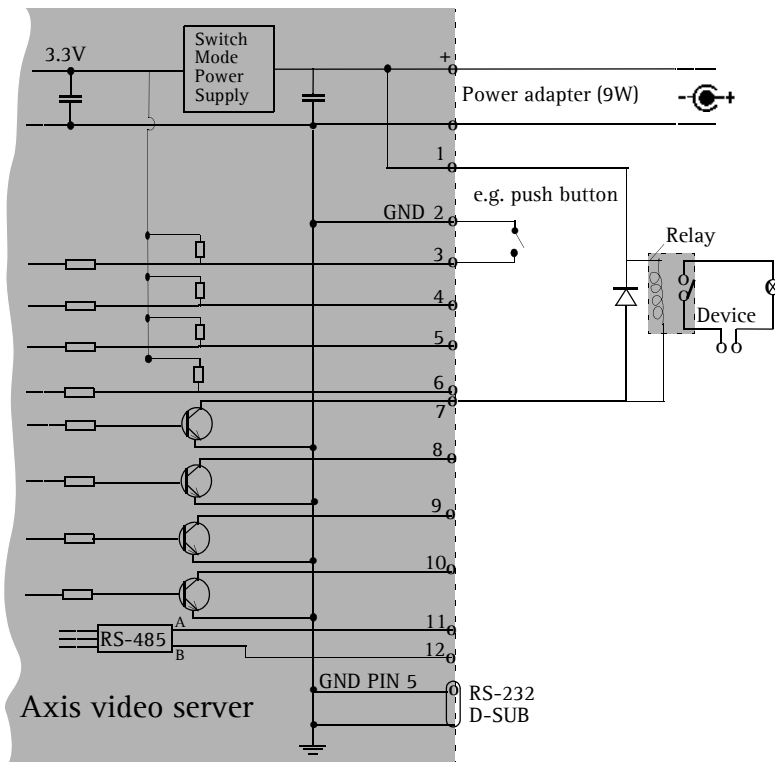 Switch
Mode
Power
Supply
3.3V
+
Power adapter (9W)
- +
1
e.g. push button
GND 2
Relay
3
4
Device
5
6
7
8
9
10
11
A
RS-485
B
12
GND PIN 5
RS-232
D-SUB
Axis video server